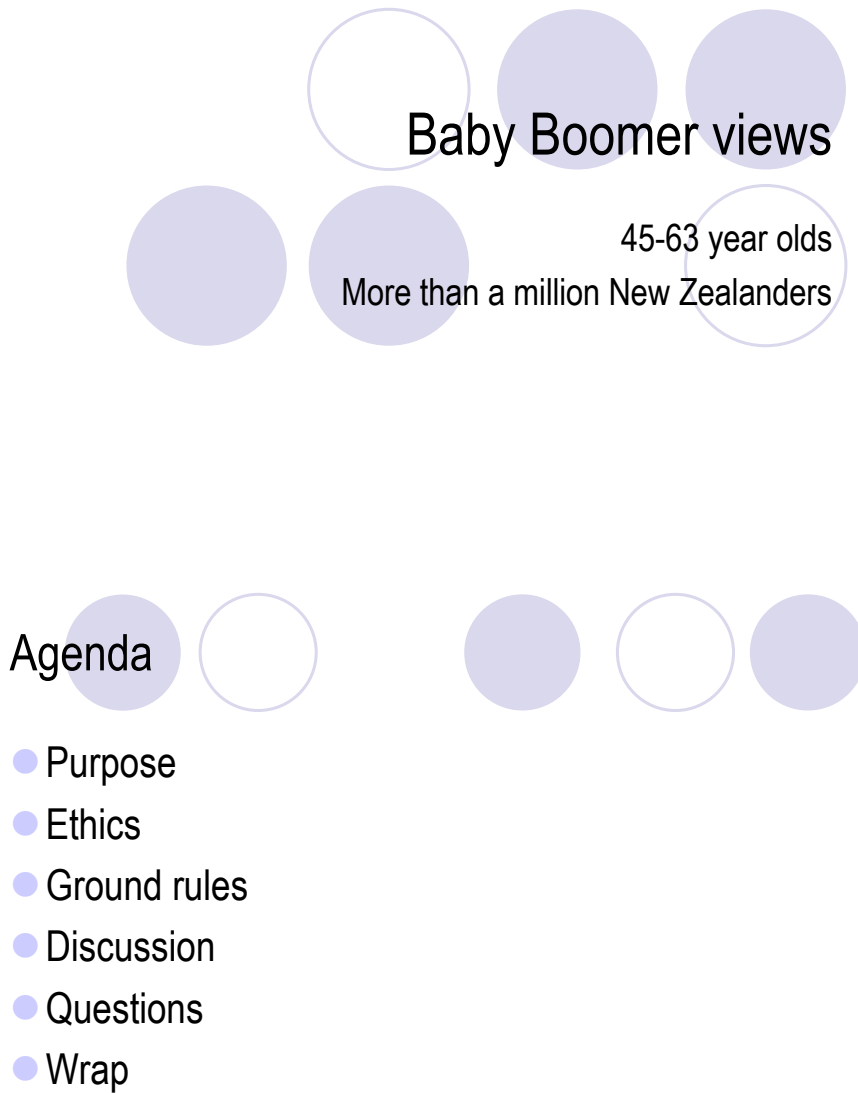 Baby Boomer views
45-63 year olds
More than a million New Zealanders
Agenda
Purpose
Ethics
Ground rules
Discussion
Questions
Wrap